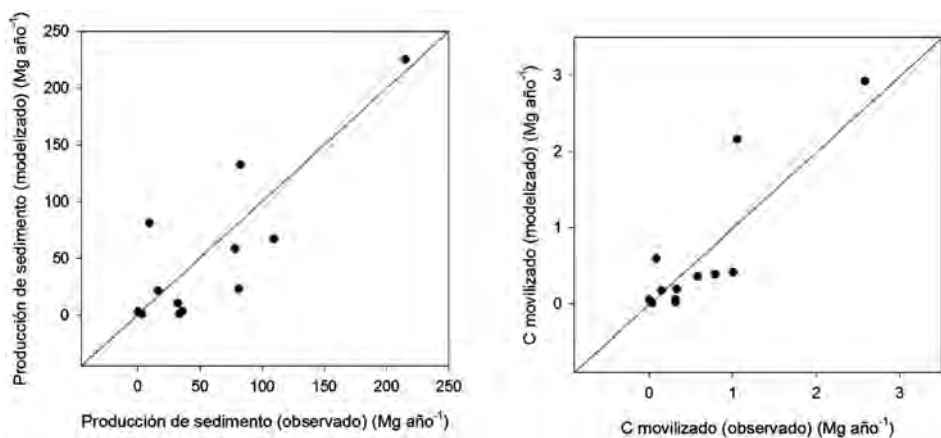 Producción de sedimento (modelizado) (Mg año⁻¹)
250
200
150
100
50
0
0 50 100 150 200 250
Producción de sedimento (observado) (Mg año⁻¹)
C movilizado (modelizado) (Mg año⁻¹)
3
2
1
0
0 1 2 3
C movilizado (observado) (Mg año⁻¹)